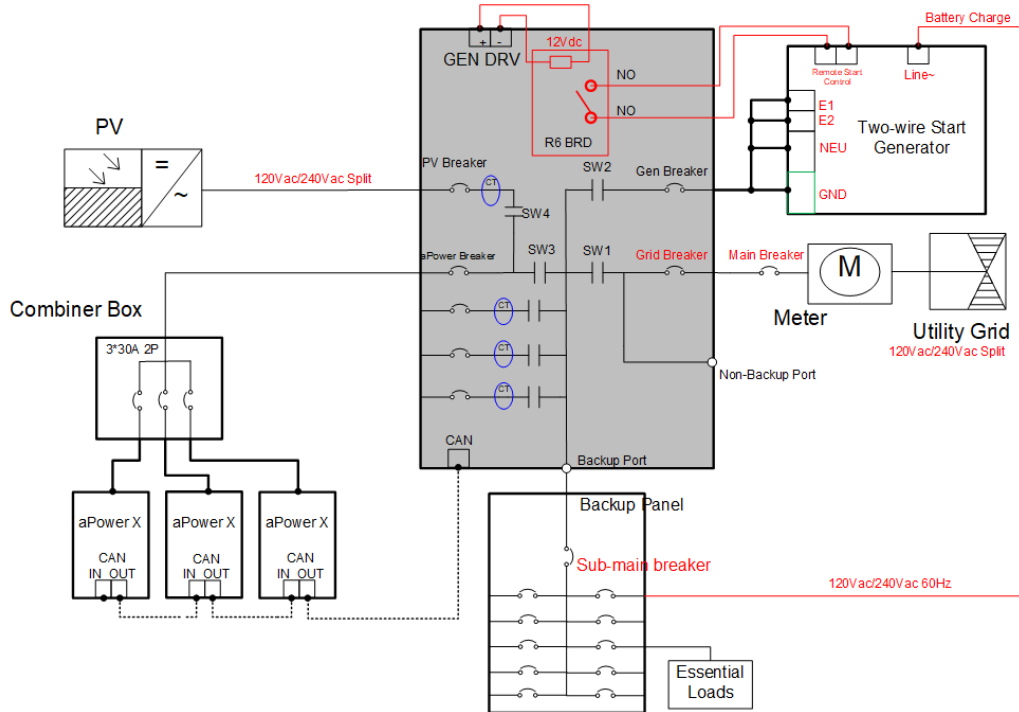 Battery Charge
+ -
12Vdc
GEN DRV
Remote Start
Control
Line~
NO
E1
E2
PV
NO
Two-wire Start
Generator
NEU
R6 BRD
=
~
PV Breaker
SW2
Gen Breaker
CT
GND
120Vac/240Vac Split
SW4
aPower Breaker
SW3
SW1
Grid Breaker
Main Breaker
M
Combiner Box
CT
Meter
Utility Grid
3*30A 2P
120Vac/240Vac Split
CT
Non-Backup Port
CT
CAN
Backup Port
Backup Panel
aPower X
aPower X
aPower X
CAN
IN OUT
CAN
IN OUT
CAN
IN OUT
Sub-main breaker
120Vac/240Vac 60Hz
Essential
Loads